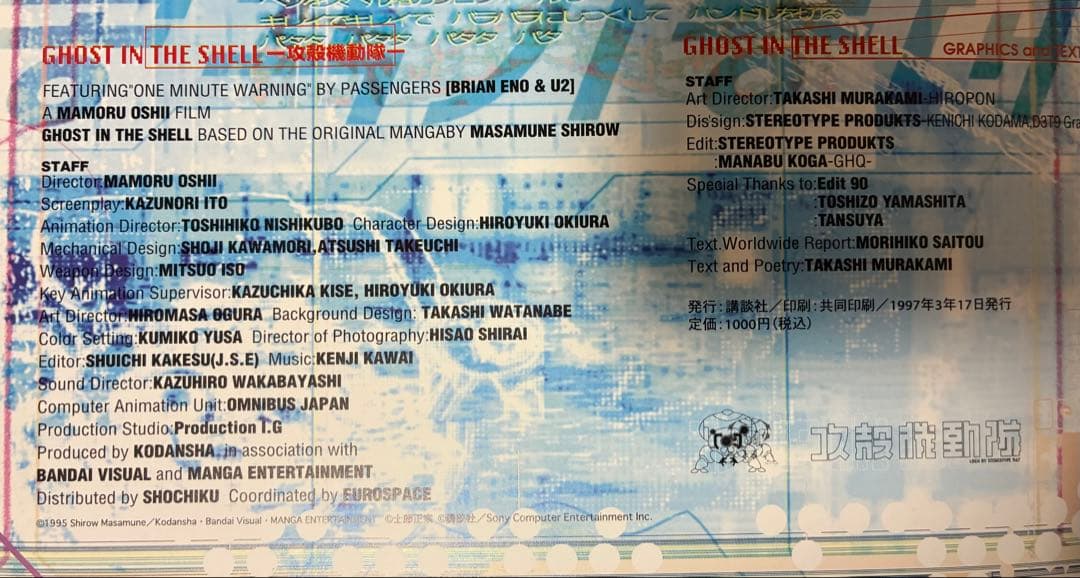 GHOST IN THE SHELL —攻殻機動隊—
FEATURING"ONE MINUTE WARNING" BY PASSENGERS [BRIAN ENO & U2]
A MAMORU OSHII FILM
GHOST IN THE SHELL BASED ON THE ORIGINAL MANGABY MASAMUNE SHIROW
STAFF
Director:MAMORU OSHII
Screenplay:KAZUNORI ITO
Animation Director:TOSHIHIKO NISHIKUBO Character Design:HIROYUKI OKIURA
Mechanical Design:SHOJI KAWAMORI,ATSUSHI TAKEUCHI
Weapon Design:MITSUO ISO
Key Animation Supervisor:KAZUCHIKA KISE, HIROYUKI OKIURA
Art Director:HIROMASA OGURA Background Design: TAKASHI WATANABE
Color Setting:KUMIKO YUSA Director of Photography:HISAO SHIRAI
Editor:SHUICHI KAKESU(J.S.E) Music:KENJI KAWAI
Sound Director:KAZUHIRO WAKABAYASHI
Computer Animation Unit:OMNIBUS JAPAN
Production Studio:Production I.G
Produced by KODANSHA in association with
BANDAI VISUAL and MANGA ENTERTAINMENT
Distributed by SHOCHIKU Coordinated by EUROSPACE
©1995 Shirow Masamune／Kodansha・Bandai Visual・MANGA ENTERTAINMENT ©士郎正宗 ©講談社／Sony Computer Entertainment Inc.
GHOST IN THE SHELL GRAPHICS and TEXT
STAFF
Art Director:TAKASHI MURAKAMI-HIROPON
Dis'sign:STEREOTYPE PRODUKTS-KENICHI KODAMA,D3T9 Gra
Edit:STEREOTYPE PRODUKTS
:MANABU KOGA-GHQ-
Special Thanks to:Edit 90
:TOSHIZO YAMASHITA
:TANSUYA
Text.Worldwide Report:MORIHIKO SAITOU
Text and Poetry:TAKASHI MURAKAMI
発行：講談社／印刷：共同印刷／1997年3月17日発行
定価：1000円（税込）
攻殻機動隊